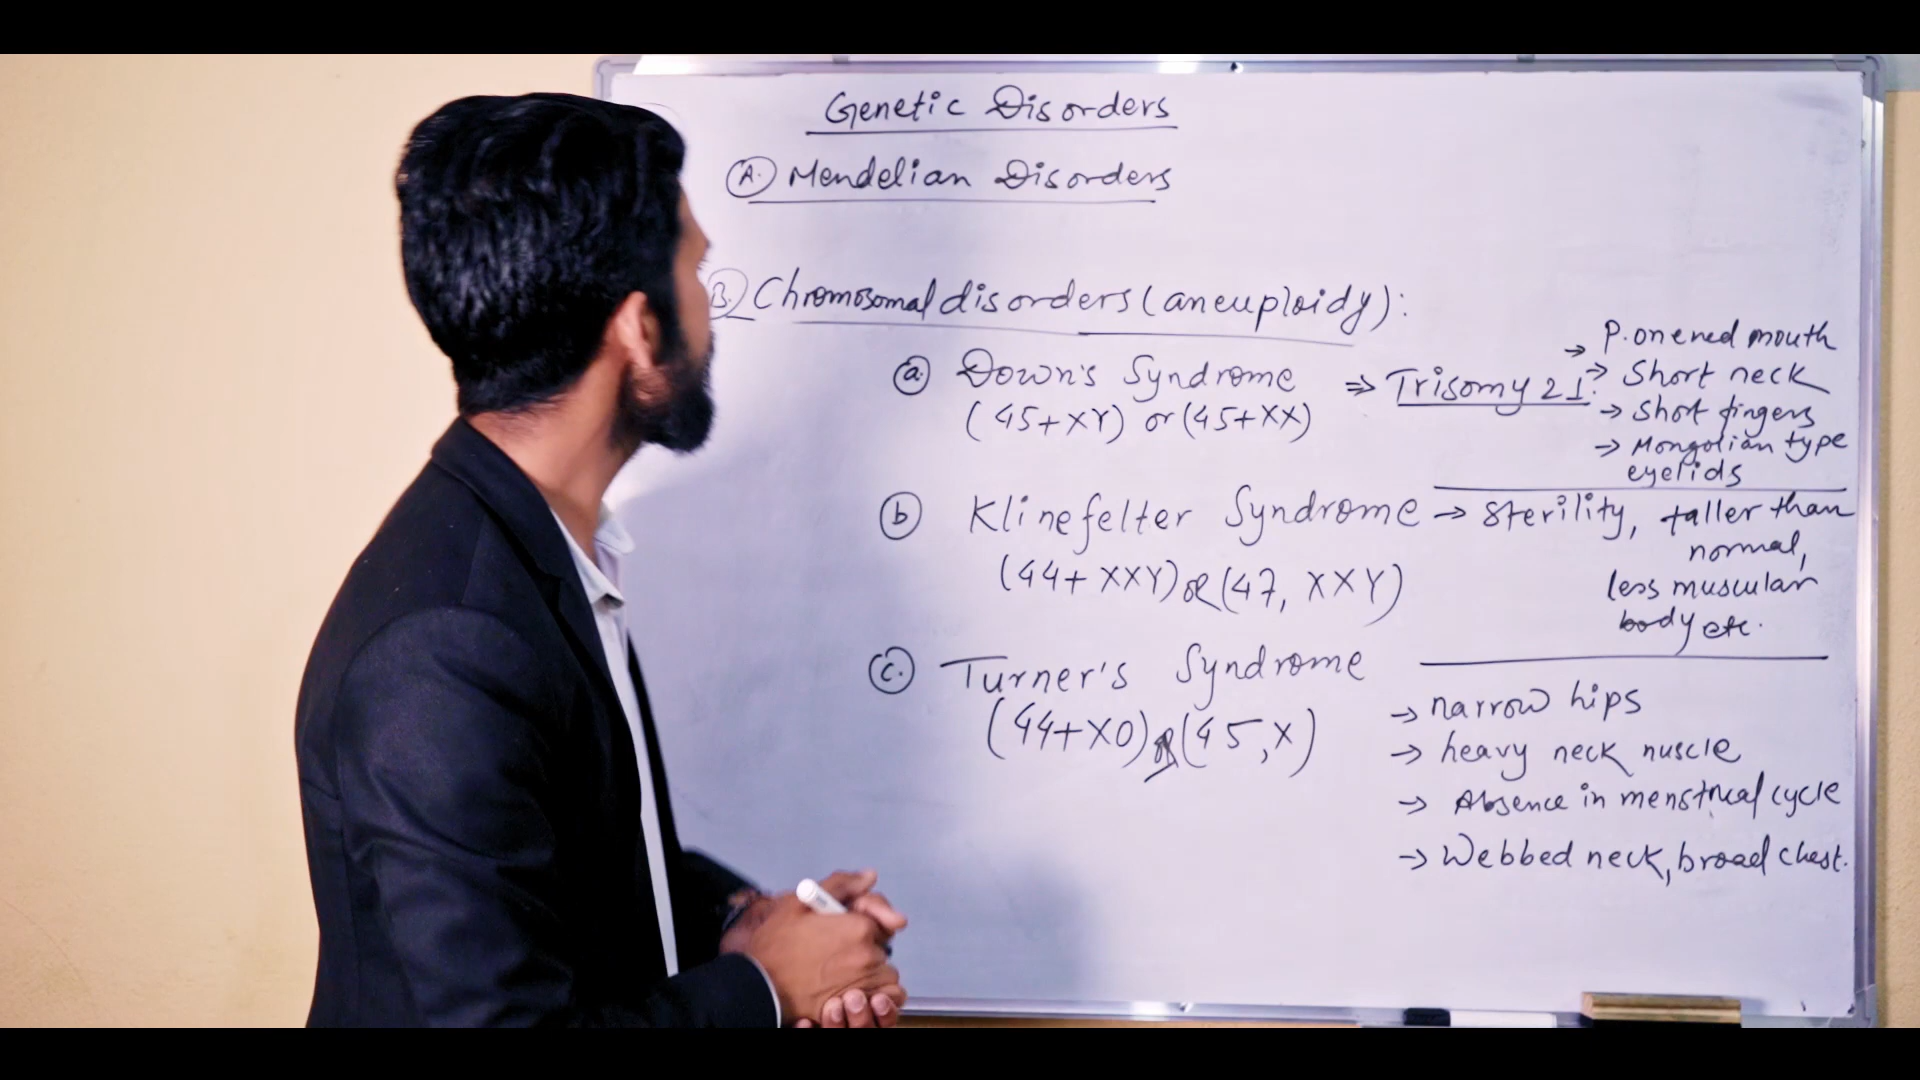 Genetic Disorders
A. Mendelian Disorders
B. Chromosomal disorders (aneuploidy):
a. Down's Syndrome ⇒ Trisomy 21.
(45+XY) or (45+XX)
→ P. onened mouth
→ Short neck
→ Short fingers
→ Mongolian type
eyelids
b Klinefelter Syndrome → Sterility, taller than
normal,
less muscular
body etc.
(44+XXY) OR (47, XXY)
c. Turner's Syndrome
(44+XO) OR (45, X)
→ narrow hips
→ heavy neck nuscle
→ Absence in menstrual cycle
→ Webbed neck, broad chest.